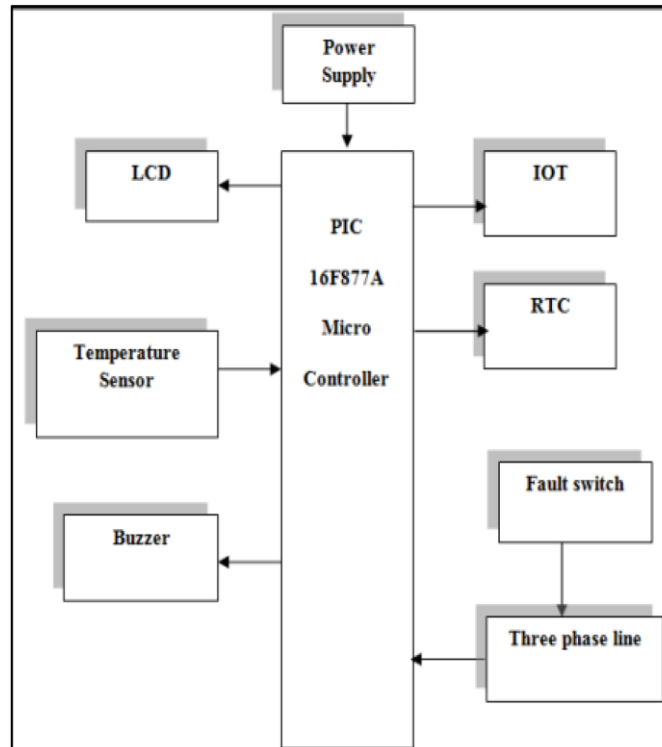 Power
Supply
LCD
IOT
PIC
16F877A
Micro
Controller
RTC
Temperature
Sensor
Fault switch
Buzzer
Three phase line